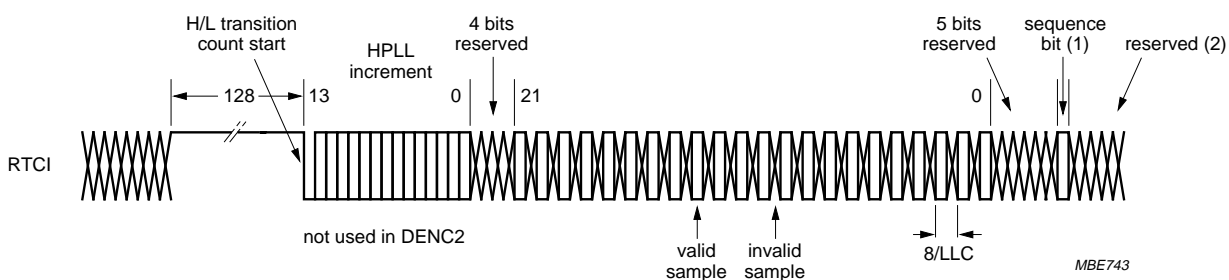 H/L transition
count start
HPLL
increment
4 bits
reserved
5 bits
reserved
sequence
bit (1)
reserved (2)
128
13
0
21
0
RTCI
not used in DENC2
valid
sample
invalid
sample
8/LLC
MBE743